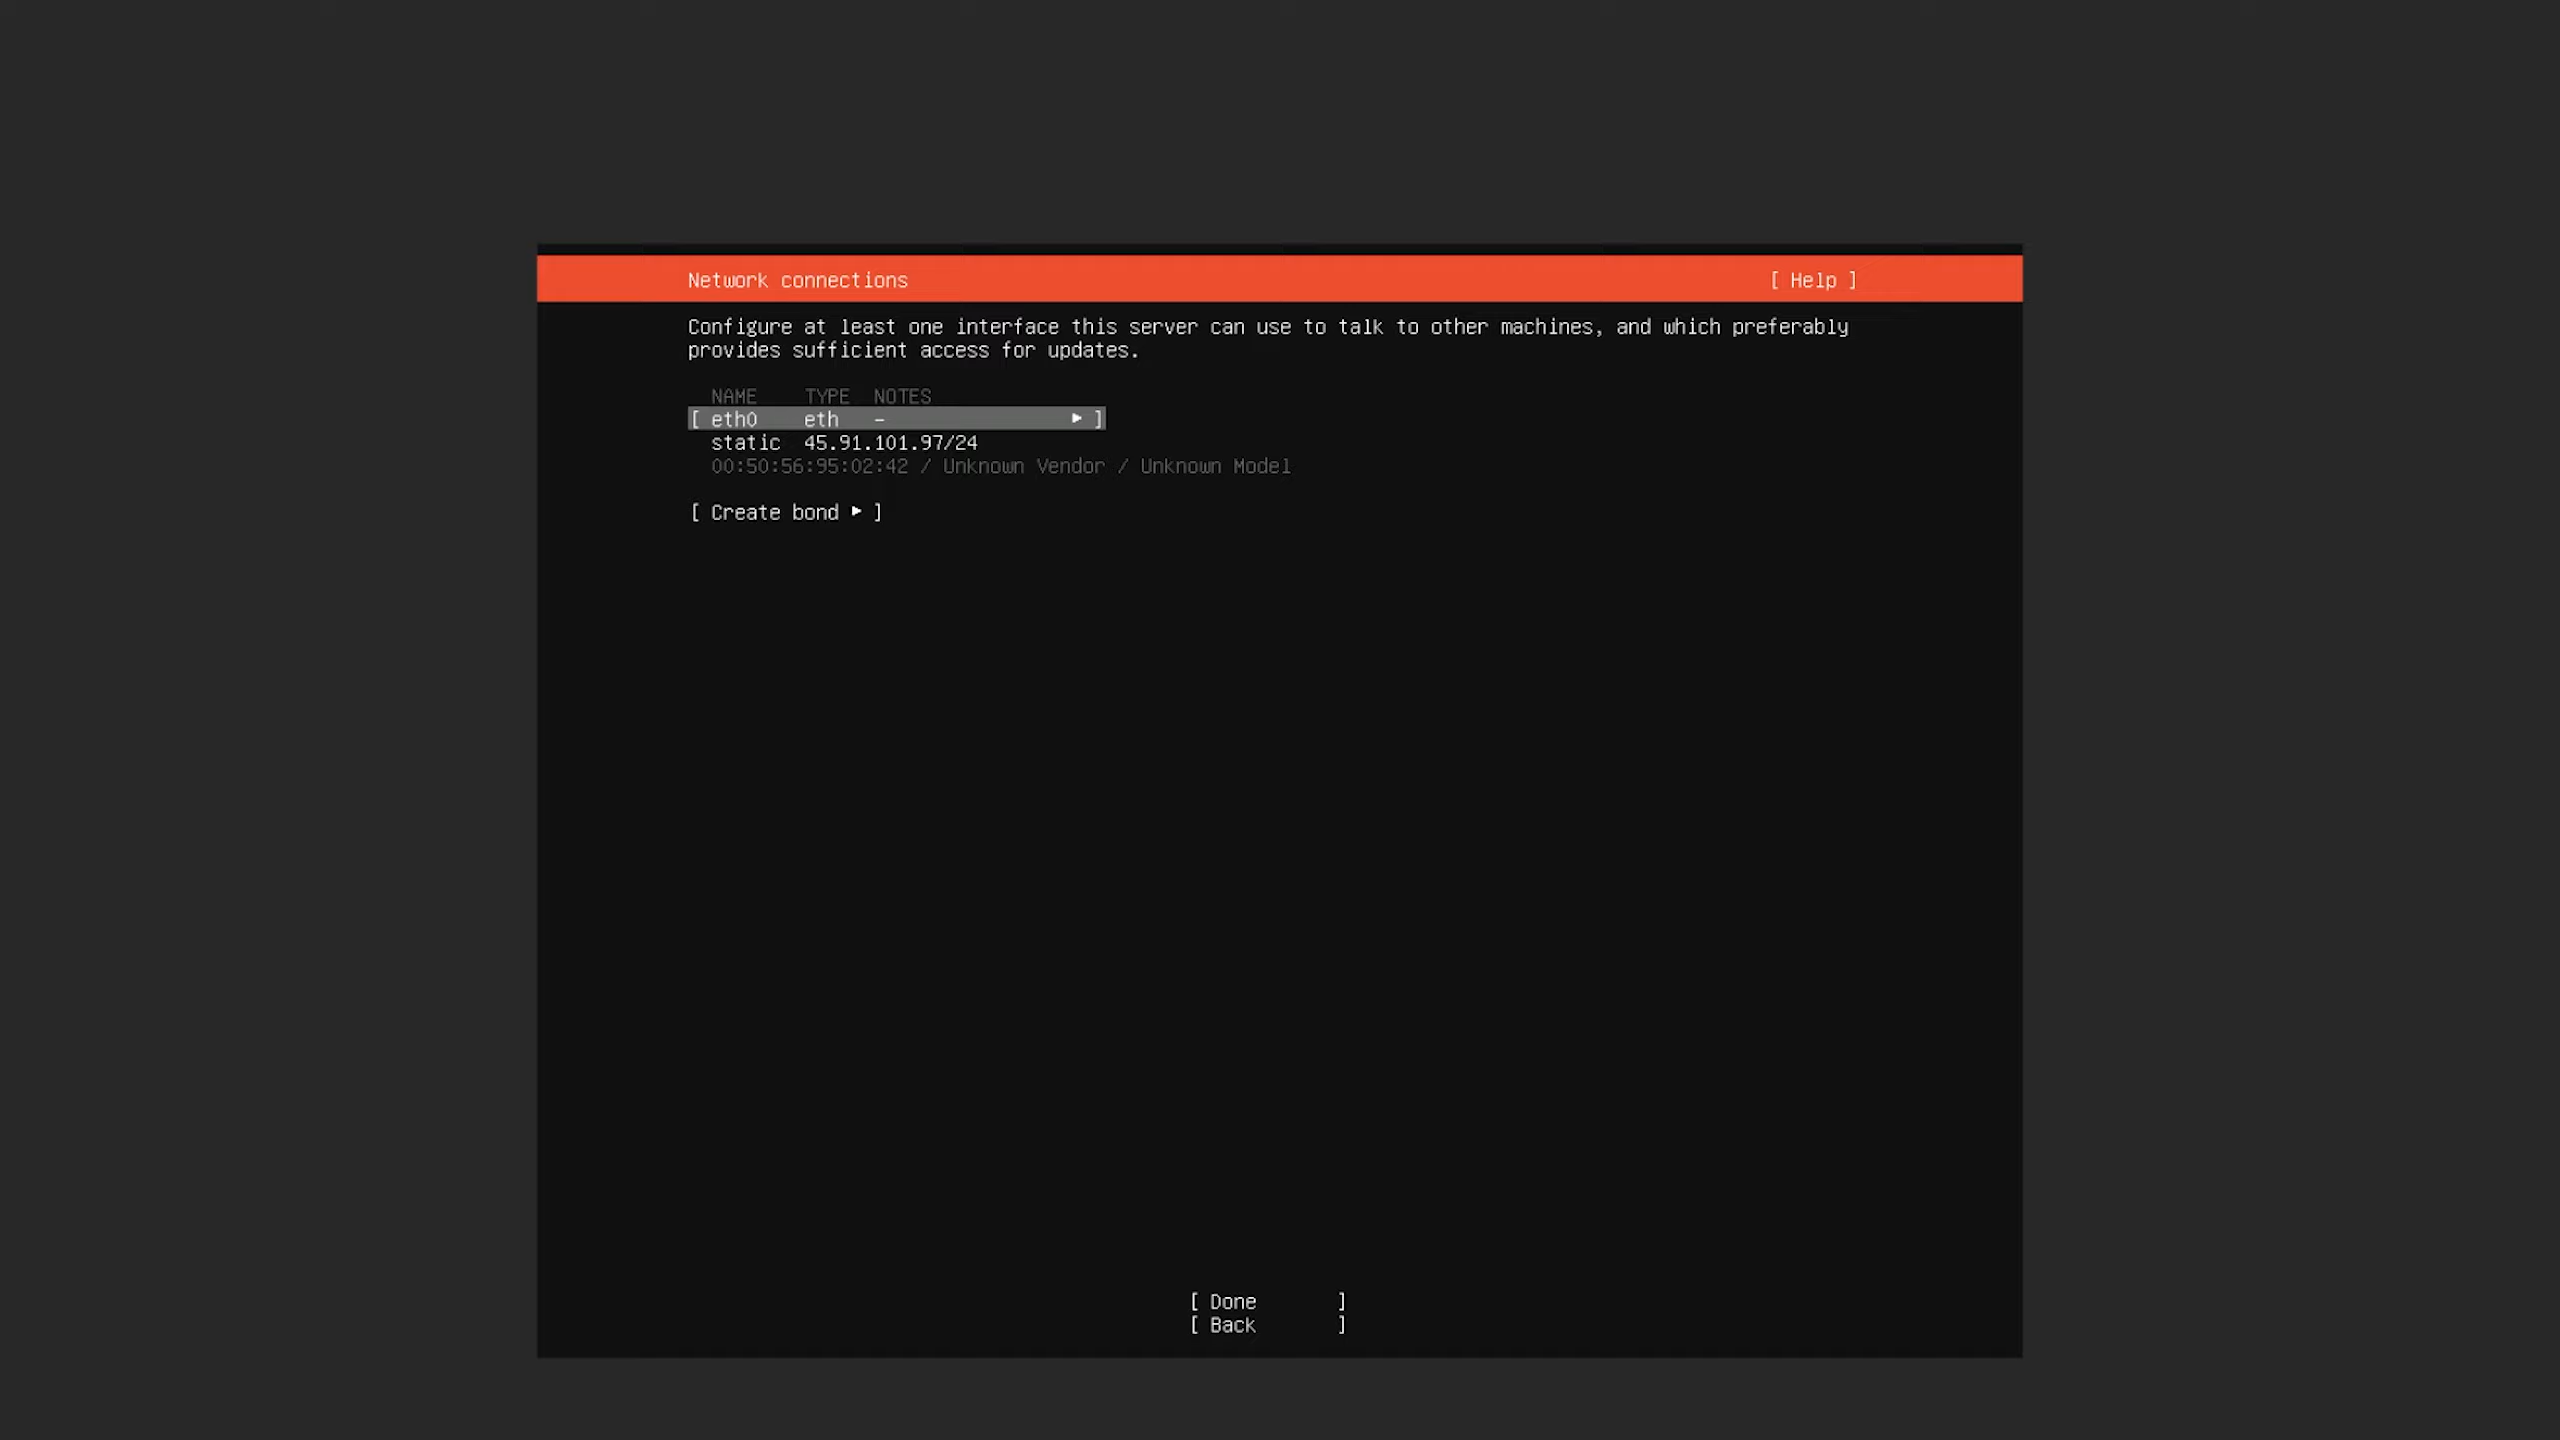 Network connections [ Help ]
Configure at least one interface this server can use to talk to other machines, and which preferably
provides sufficient access for updates.
NAME TYPE NOTES
[ eth0 eth - ▸ ]
static 45.91.101.97/24
00:50:56:95:02:42 / Unknown Vendor / Unknown Model
[ Create bond ▸ ]
[ Done ]
[ Back ]